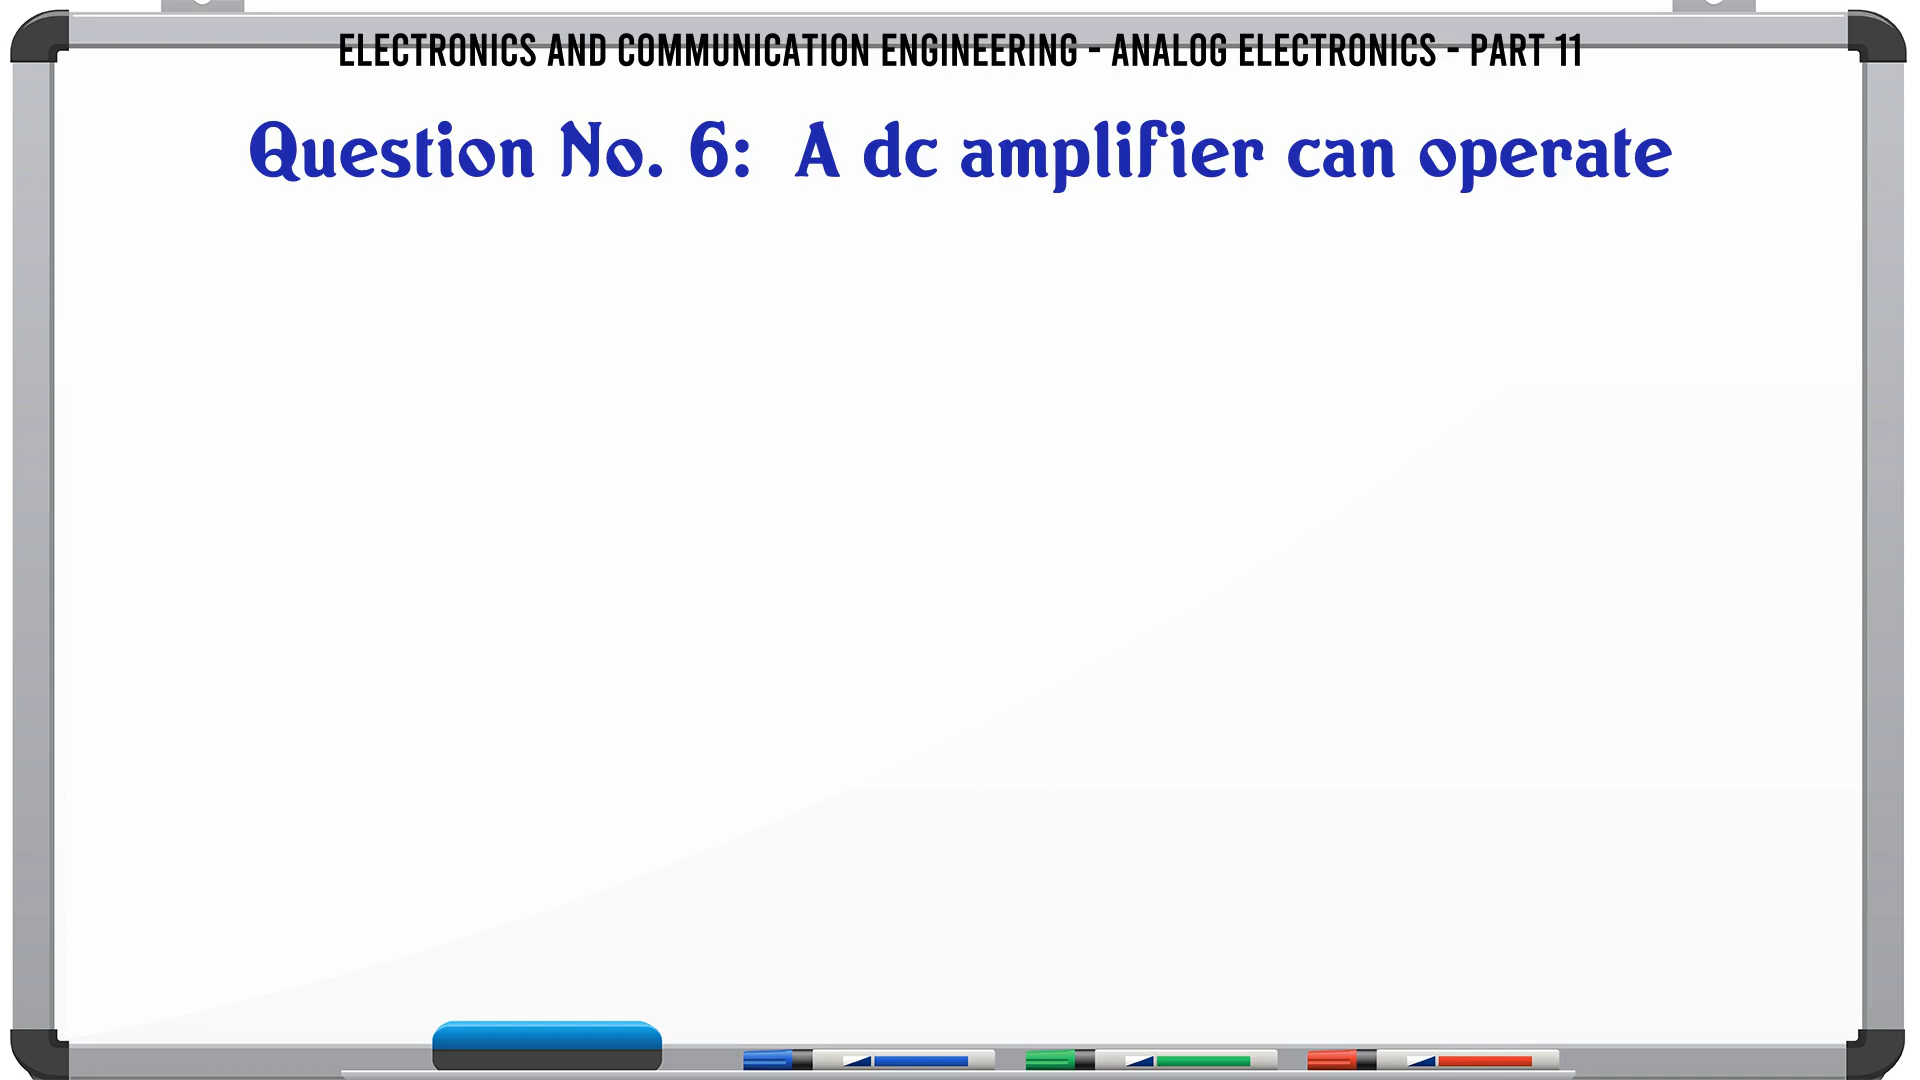 ELECTRONICS AND COMMUNICATION ENGINEERING - ANALOG ELECTRONICS - PART 11
Question No. 6: A dc amplifier can operate